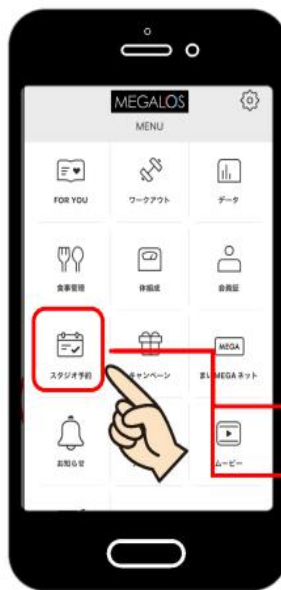 MEGALOS
MENU
FOR YOU
ワークアウト
データ
食事管理
体組成
会員証
スタジオ予約
キャンペーン
MEGA
まいMEGAネット
お知らせ
ムービー